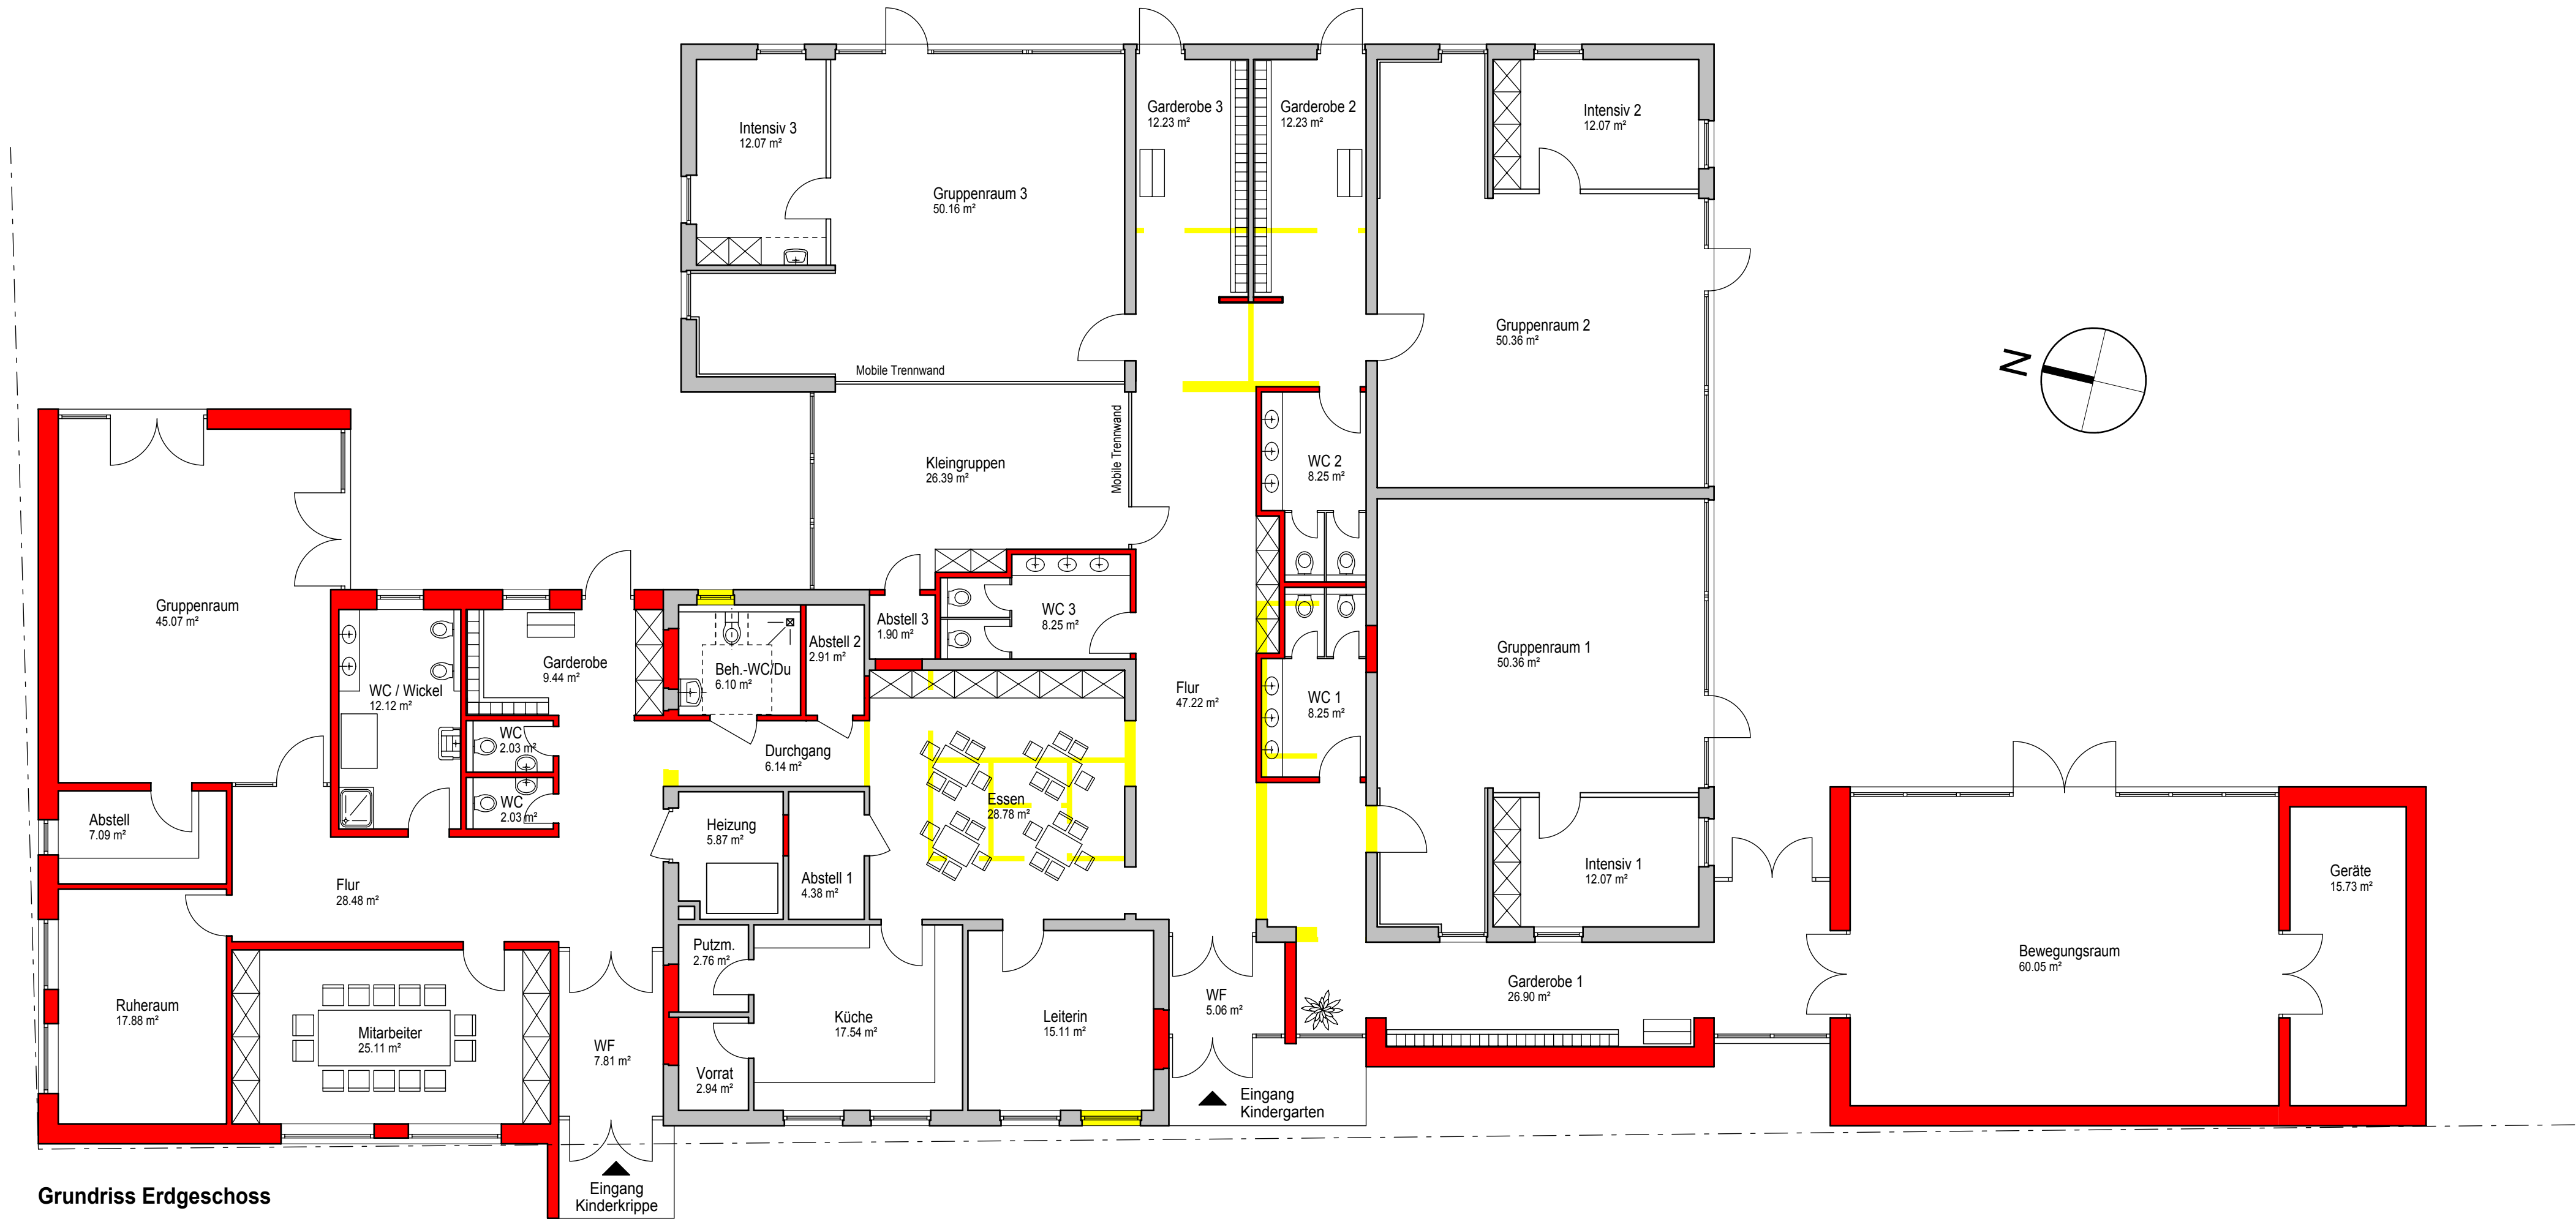 Garderobe 3
12.23 m²
Garderobe 2
12.23 m²
Intensiv 2
12.07 m²
Intensiv 3
12.07 m²
Gruppenraum 3
50.16 m²
Gruppenraum 2
50.36 m²
N
Mobile Trennwand
Mobile Trennwand
Kleingruppen
26.39 m²
WC 2
8.25 m²
Gruppenraum
45.07 m²
Abstell 3
1.90 m²
WC 3
8.25 m²
Gruppenraum 1
50.36 m²
Abstell 2
2.91 m²
Garderobe
9.44 m²
Beh.-WC/Du
6.10 m²
WC / Wickel
12.12 m²
Flur
47.22 m²
WC 1
8.25 m²
WC
2.03 m²
Durchgang
6.14 m²
WC
2.03 m²
Essen
28.78 m²
Abstell
7.09 m²
Heizung
5.87 m²
Abstell 1
4.38 m²
Intensiv 1
12.07 m²
Geräte
15.73 m²
Flur
28.48 m²
Putzm.
2.76 m²
Bewegungsraum
60.05 m²
Garderobe 1
26.90 m²
Ruheraum
17.88 m²
WF
5.06 m²
Küche
17.54 m²
Leiterin
15.11 m²
Mitarbeiter
25.11 m²
WF
7.81 m²
Vorrat
2.94 m²
Eingang
Kindergarten
Eingang
Kinderkrippe
Grundriss Erdgeschoss